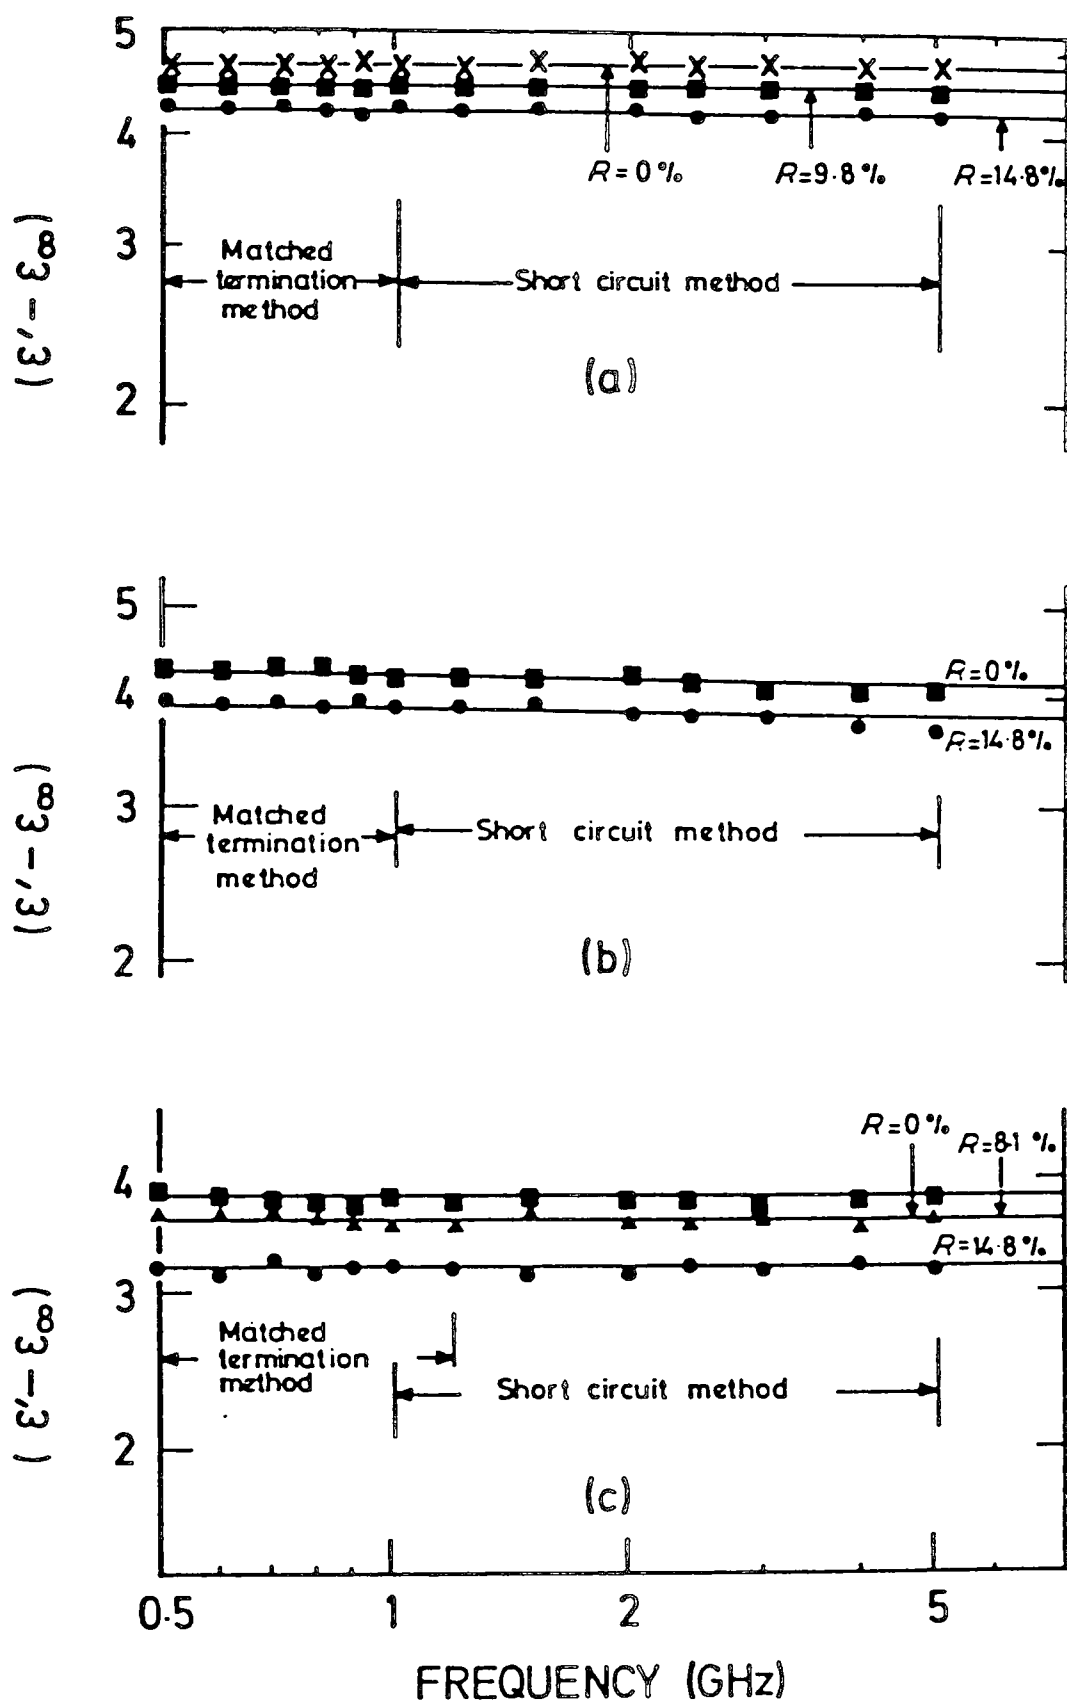 5
4
R=0%
R=9.8%
R=14.8%
(ε′−ε∞)
3
Matched
termination
method
Short circuit method
(a)
2
5
R=0%
4
R=14.8%
(ε′−ε∞)
3
Matched
termination
method
Short circuit method
(b)
2
R=0%
R=8.1%
4
R=14.8%
3
(ε′−ε∞)
Matched
termination
method
Short circuit method
2
(c)
0.5
1
2
5
FREQUENCY (GHz)